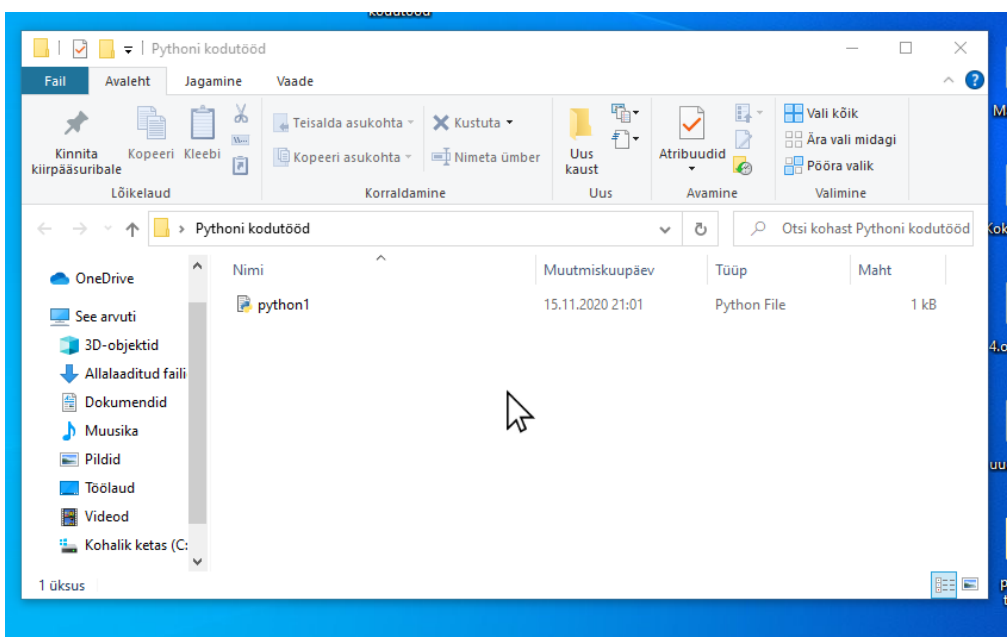 kodutööd
Pythoni kodutööd
Fail Avaleht Jagamine Vaade
Kinnita kiirpääsuribale
Kopeeri
Kleebi
Lõikelaud
Teisalda asukohta
Kopeeri asukohta
Kustuta
Nimeta ümber
Korraldamine
Uus kaust
Uus
Atribuudid
Avamine
Vali kõik
Ära vali midagi
Pööra valik
Valimine
Pythoni kodutööd
Otsi kohast Pythoni kodutööd
OneDrive
See arvuti
3D-objektid
Allalaaditud faili
Dokumendid
Muusika
Pildid
Töölaud
Videod
Kohalik ketas (C:
Nimi Muutmiskuupäev Tüüp Maht
python1 15.11.2020 21:01 Python File 1 kB
1 üksus